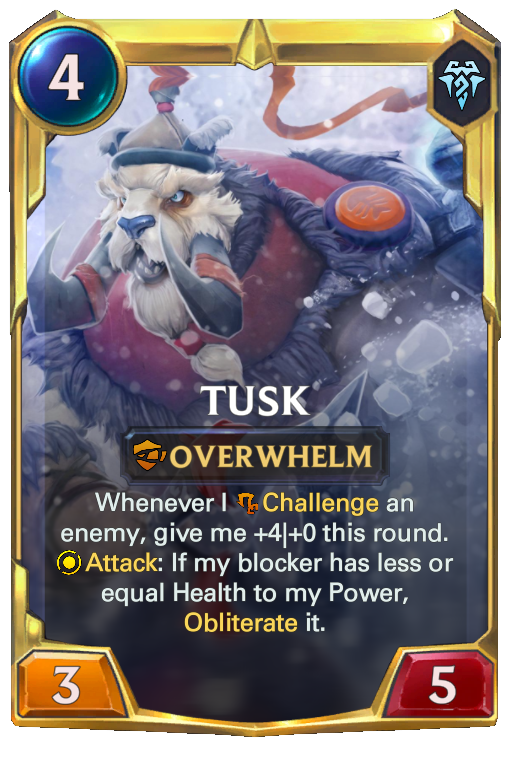 4
TUSK
OVERWHELM
Whenever I Challenge an
enemy, give me +4|+0 this round.
Attack: If my blocker has less or
equal Health to my Power,
Obliterate it.
3 5